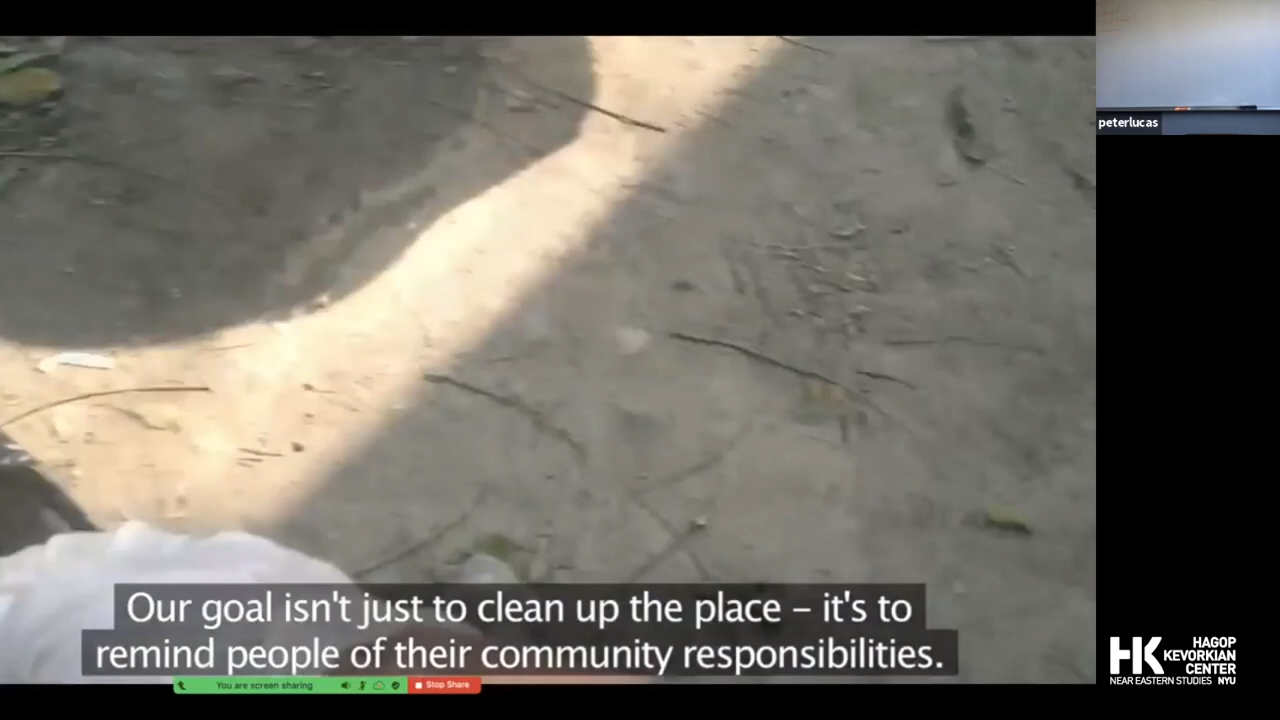 peterlucas
Our goal isn't just to clean up the place – it's to
remind people of their community responsibilities.
You are screen sharing
Stop Share
HK
HAGOP
KEVORKIAN
CENTER
NEAR EASTERN STUDIES NYU